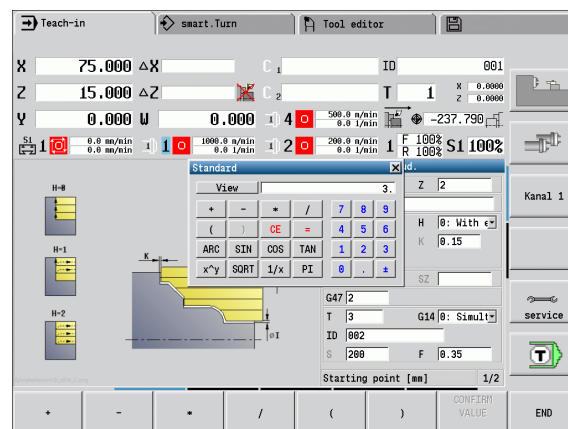 Teach-in smart.Turn Tool editor
X 75.000 △X C 1 ID 001
Z 15.000 △Z C 2 T 1 X 0.0000 Z 0.0000
Y 0.000 W 0.000 4 500.0 m/min 0.0 1/min -237.790
S1 1 0.0 mm/min 0.0 mm/min 1 1000.0 1/min 0.0 1/min 2 200.0 m/min 0.0 1/min 1 F 100% R 100% S1 100%
Standard
View 3.
+ - * / 7 8 9
( ) CE = 4 5 6
ARC SIN COS TAN 1 2 3
x^y SQRT 1/x PI 0 . ±
H=0
H=1
H=2
K
øI
Z 2
H 0: With e
K 0.15
SZ
G47 2
T 3 G14 0: Simult
ID 002
S 200 F 0.35
Starting point [mm] 1/2
Kanal 1
service
T
+ - * / ( ) CONFIRM VALUE END